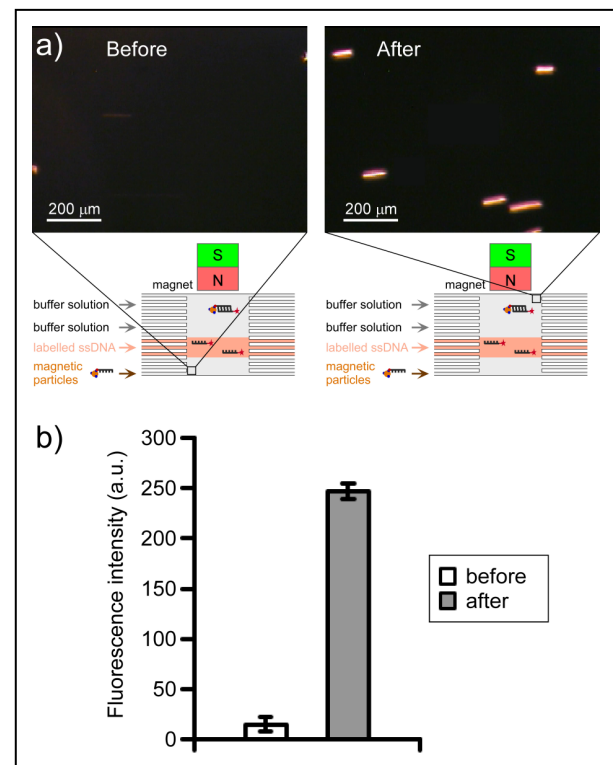 a)
Before
After
200 μm
200 μm
S
S
magnet
N
magnet
N
buffer solution
buffer solution
buffer solution
buffer solution
labelled ssDNA
labelled ssDNA
magnetic
particles
magnetic
particles
b)
Fluorescence intensity (a.u.)
300
250
200
150
100
50
0
before
after